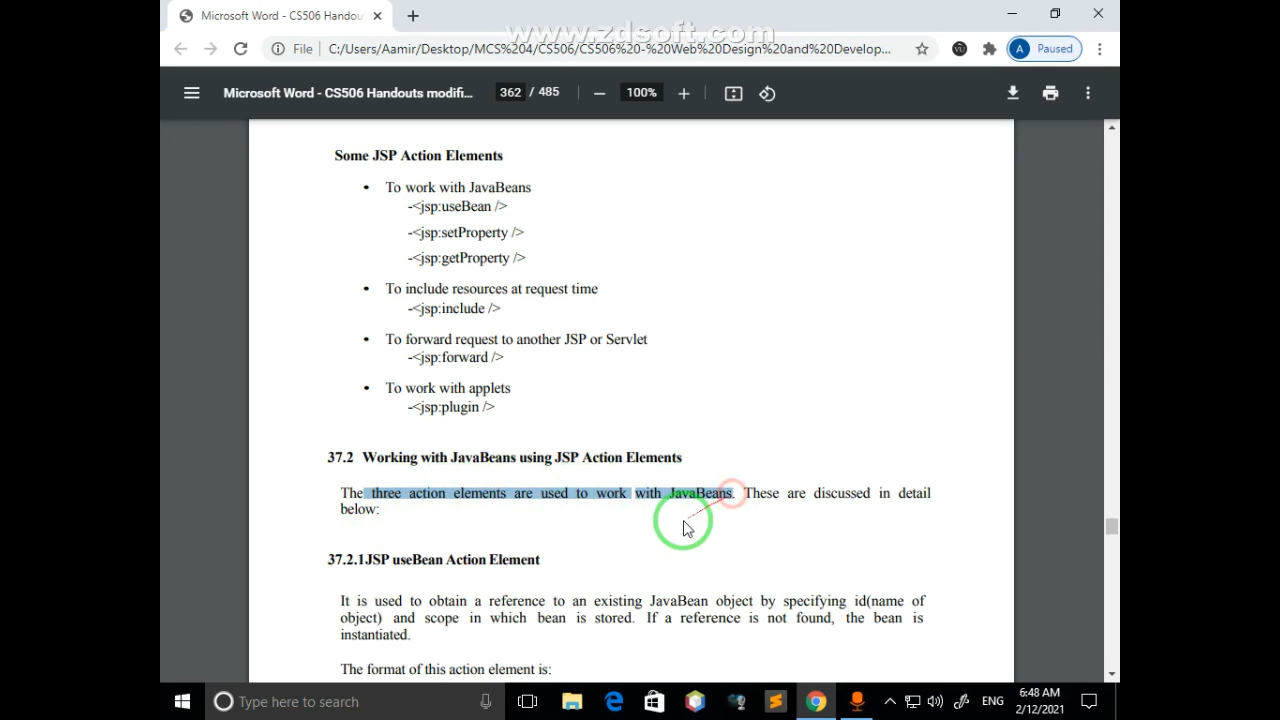 www.zdsoft.com
Microsoft Word - CS506 Handou
File C:/Users/Aamir/Desktop/MCS%204/CS506/CS506%20-%20Web%20Design%20and%20Develop... A Paused
Microsoft Word - CS506 Handouts modifi... 362 / 485 100%
Some JSP Action Elements
• To work with JavaBeans
-<jsp:useBean />
-<jsp:setProperty />
-<jsp:getProperty />
• To include resources at request time
-<jsp:include />
• To forward request to another JSP or Servlet
-<jsp:forward />
• To work with applets
-<jsp:plugin />
37.2 Working with JavaBeans using JSP Action Elements
The three action elements are used to work with JavaBeans. These are discussed in detail
below:
37.2.1JSP useBean Action Element
It is used to obtain a reference to an existing JavaBean object by specifying id(name of
object) and scope in which bean is stored. If a reference is not found, the bean is
instantiated.
The format of this action element is:
Type here to search ENG 6:48 AM
2/12/2021